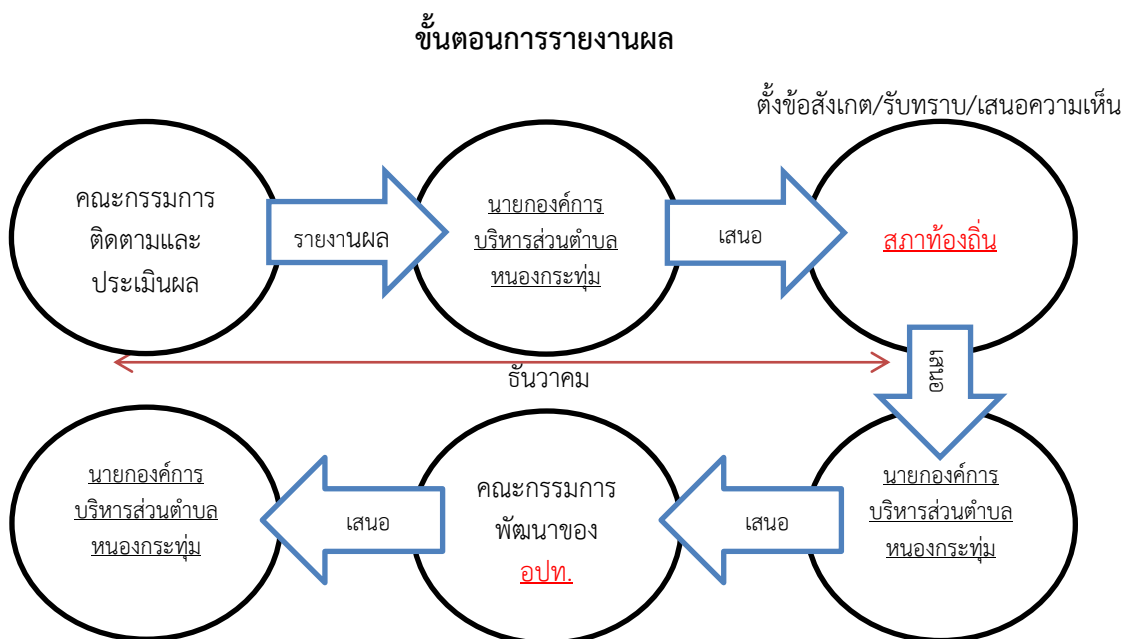 ขั้นตอนการรายงานผล
ตั้งข้อสังเกต/รับทราบ/เสนอความเห็น
คณะกรรมการ
ติดตามและ
ประเมินผล
รายงานผล
นายกองค์การ
บริหารส่วนตำบล
หนองกระทุ่ม
เสนอ
สภาท้องถิ่น
เสนอ
ธันวาคม
นายกองค์การ
บริหารส่วนตำบล
หนองกระทุ่ม
เสนอ
คณะกรรมการ
พัฒนาของ
อปท.
เสนอ
นายกองค์การ
บริหารส่วนตำบล
หนองกระทุ่ม